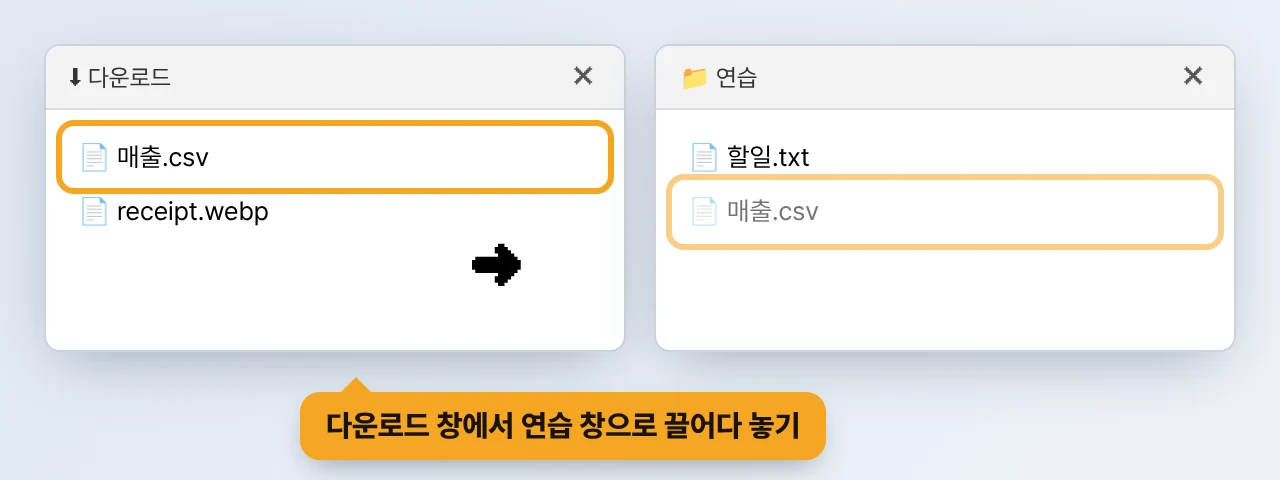 다운로드
매출.csv
receipt.webp
연습
할일.txt
매출.csv
다운로드 창에서 연습 창으로 끌어다 놓기